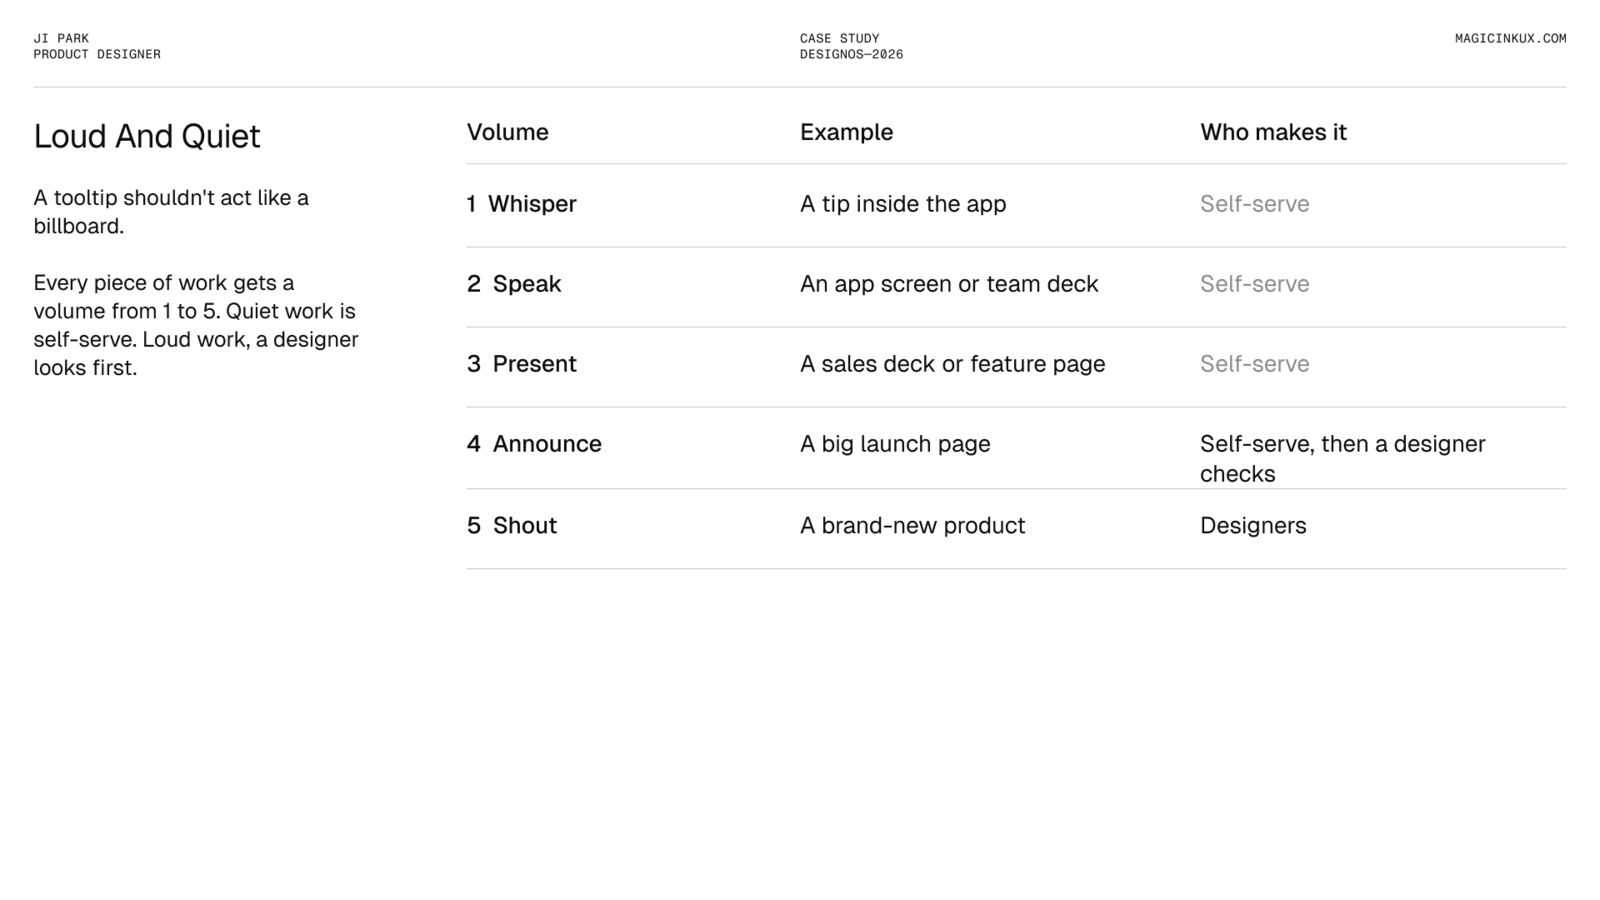 JI PARK
PRODUCT DESIGNER
CASE STUDY
DESIGNOS—2026
MAGICINKUX.COM
Loud And Quiet
A tooltip shouldn't act like a
billboard.
Every piece of work gets a
volume from 1 to 5. Quiet work is
self-serve. Loud work, a designer
looks first.
Volume Example Who makes it
1 Whisper A tip inside the app Self-serve
2 Speak An app screen or team deck Self-serve
3 Present A sales deck or feature page Self-serve
4 Announce A big launch page Self-serve, then a designer
checks
5 Shout A brand-new product Designers